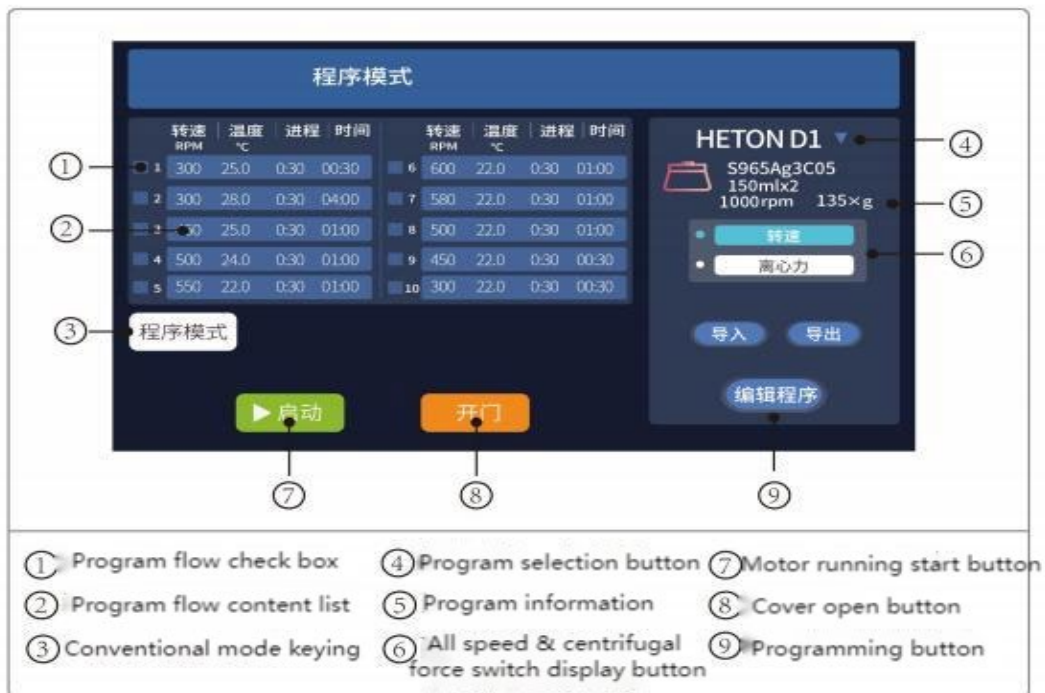 程序模式
转速 温度 进程 时间 转速 温度 进程 时间
RPM ℃ RPM ℃
1 300 25.0 0:30 00:30 6 600 22.0 0:30 01:00
2 300 28.0 0:30 04:00 7 580 22.0 0:30 01:00
3 25.0 0:30 01:00 8 500 22.0 0:30 01:00
4 500 24.0 0:30 01:00 9 450 22.0 0:30 00:30
5 550 22.0 0:30 01:00 10 300 22.0 0:30 00:30
HETON D1 ▼
S965Ag3C05
150mlx2
1000rpm 135×g
转速
离心力
导入 导出
编辑程序
程序模式
▶启动 开门
①
②
③
④
⑤
⑥
⑦ ⑧ ⑨
① Program flow check box
② Program flow content list
③ Conventional mode keying
④ Program selection button
⑤ Program information
⑥ All speed & centrifugal
force switch display button
⑦ Motor running start button
⑧ Cover open button
⑨ Programming button